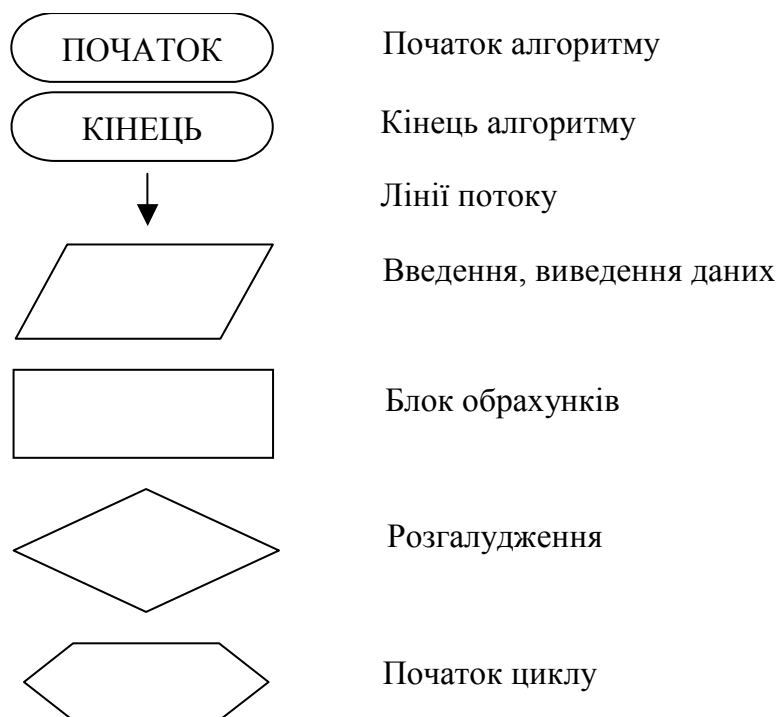 ПОЧАТОК Початок алгоритму
КІНЕЦЬ Кінець алгоритму
Лінії потоку
Введення, виведення даних
Блок обрахунків
Розгалудження
Початок циклу